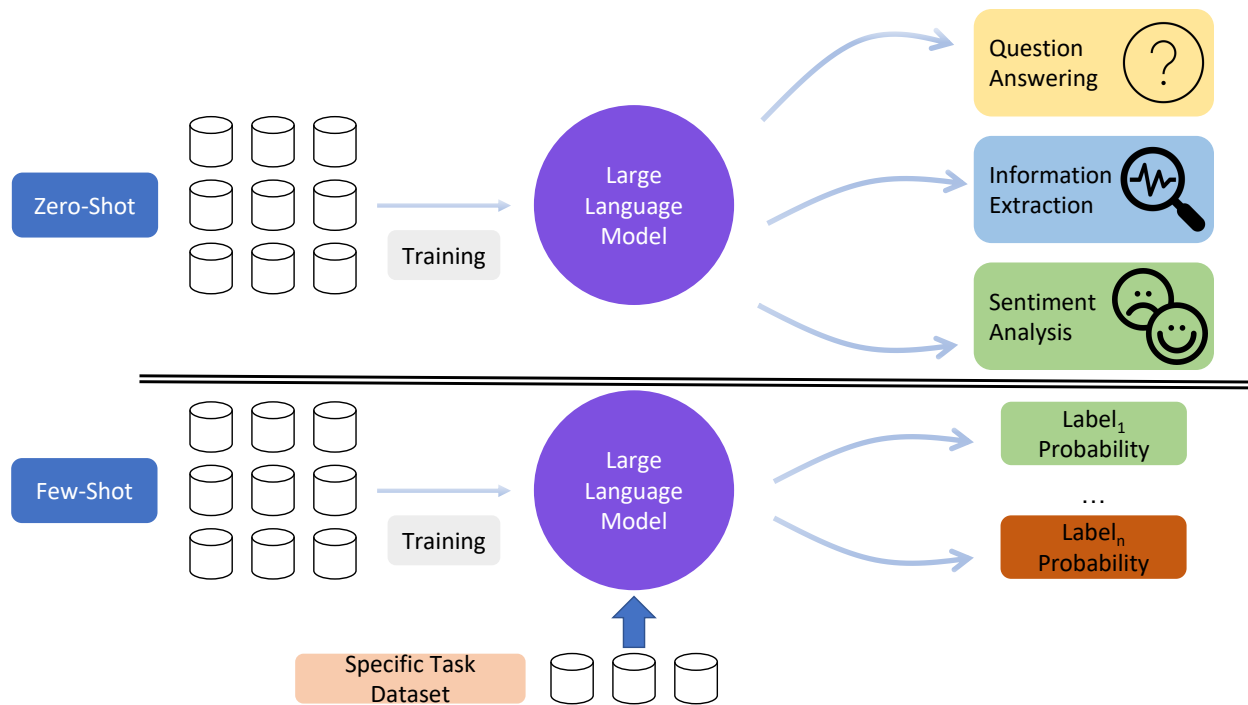 Zero-Shot
Training
Large
Language
Model
Question
Answering
?
Information
Extraction
Sentiment
Analysis
Few-Shot
Training
Large
Language
Model
Label₁
Probability
...
Labelₙ
Probability
Specific Task
Dataset